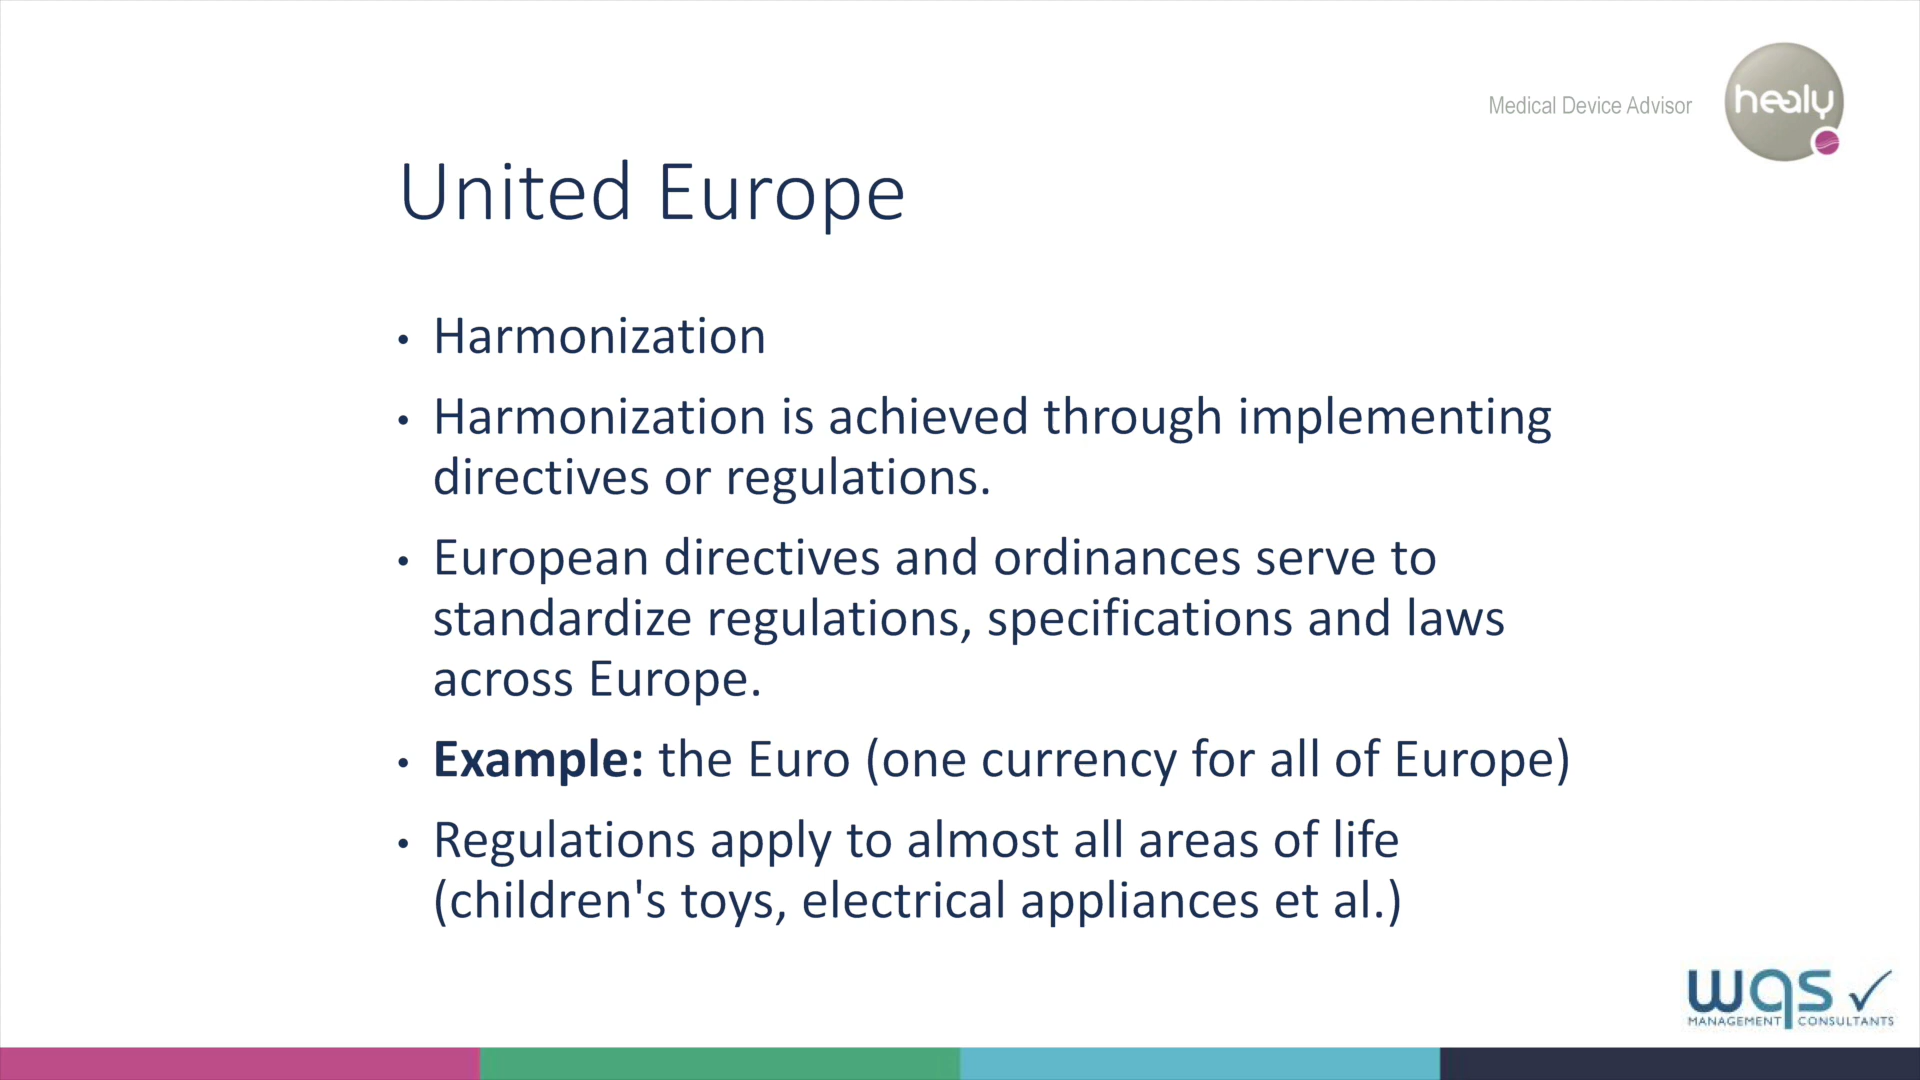 Medical Device Advisor
healy
United Europe
• Harmonization
• Harmonization is achieved through implementing
directives or regulations.
• European directives and ordinances serve to
standardize regulations, specifications and laws
across Europe.
• Example: the Euro (one currency for all of Europe)
• Regulations apply to almost all areas of life
(children's toys, electrical appliances et al.)
wqs
MANAGEMENT CONSULTANTS